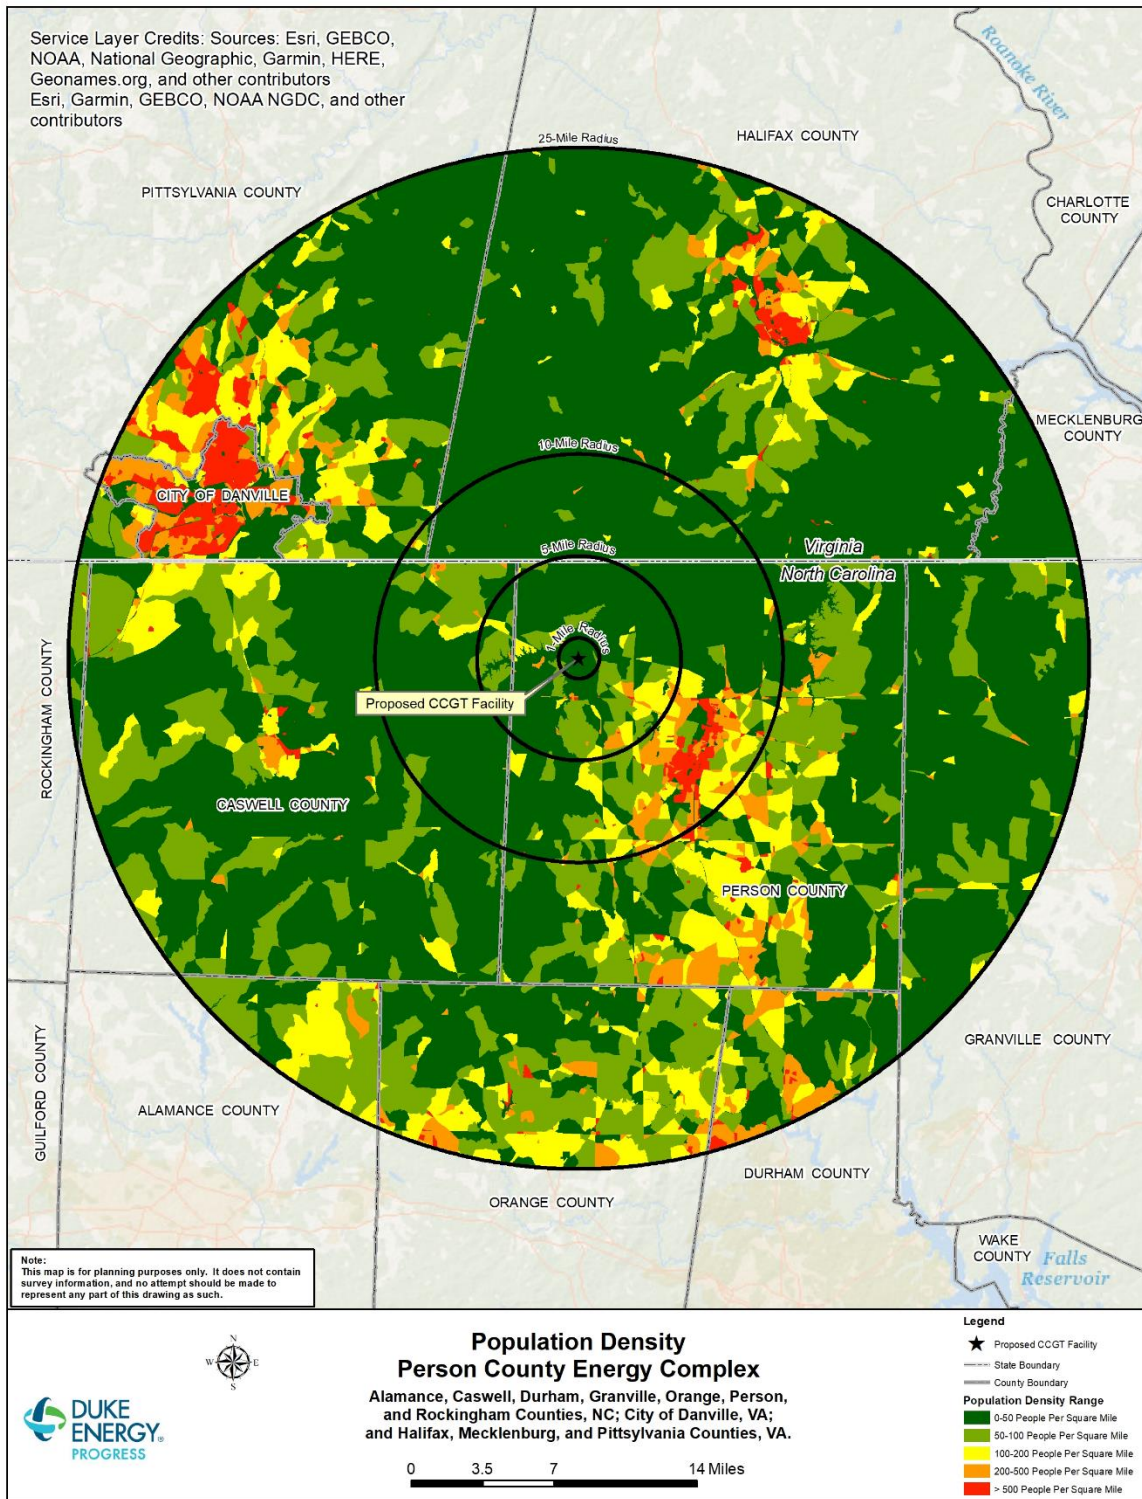 Service Layer Credits: Sources: Esri, GEBCO,
NOAA, National Geographic, Garmin, HERE,
Geonames.org, and other contributors
Esri, Garmin, GEBCO, NOAA NGDC, and other
contributors
Roanoke River
25-Mile Radius
HALIFAX COUNTY
PITTSYLVANIA COUNTY
CHARLOTTE
COUNTY
MECKLENBURG
COUNTY
10-Mile Radius
CITY OF DANVILLE
5-Mile Radius
Virginia
North Carolina
1-Mile Radius
Proposed CCGT Facility
ROCKINGHAM COUNTY
CASWELL COUNTY
PERSON COUNTY
GUILFORD COUNTY
GRANVILLE COUNTY
ALAMANCE COUNTY
DURHAM COUNTY
ORANGE COUNTY
WAKE
COUNTY
Falls
Reservoir
Note:
This map is for planning purposes only. It does not contain
survey information, and no attempt should be made to
represent any part of this drawing as such.
N
W E
S
DUKE
ENERGY®
PROGRESS
Population Density
Person County Energy Complex
Alamance, Caswell, Durham, Granville, Orange, Person,
and Rockingham Counties, NC; City of Danville, VA;
and Halifax, Mecklenburg, and Pittsylvania Counties, VA.
0 3.5 7 14 Miles
Legend
Proposed CCGT Facility
State Boundary
County Boundary
Population Density Range
0-50 People Per Square Mile
50-100 People Per Square Mile
100-200 People Per Square Mile
200-500 People Per Square Mile
> 500 People Per Square Mile